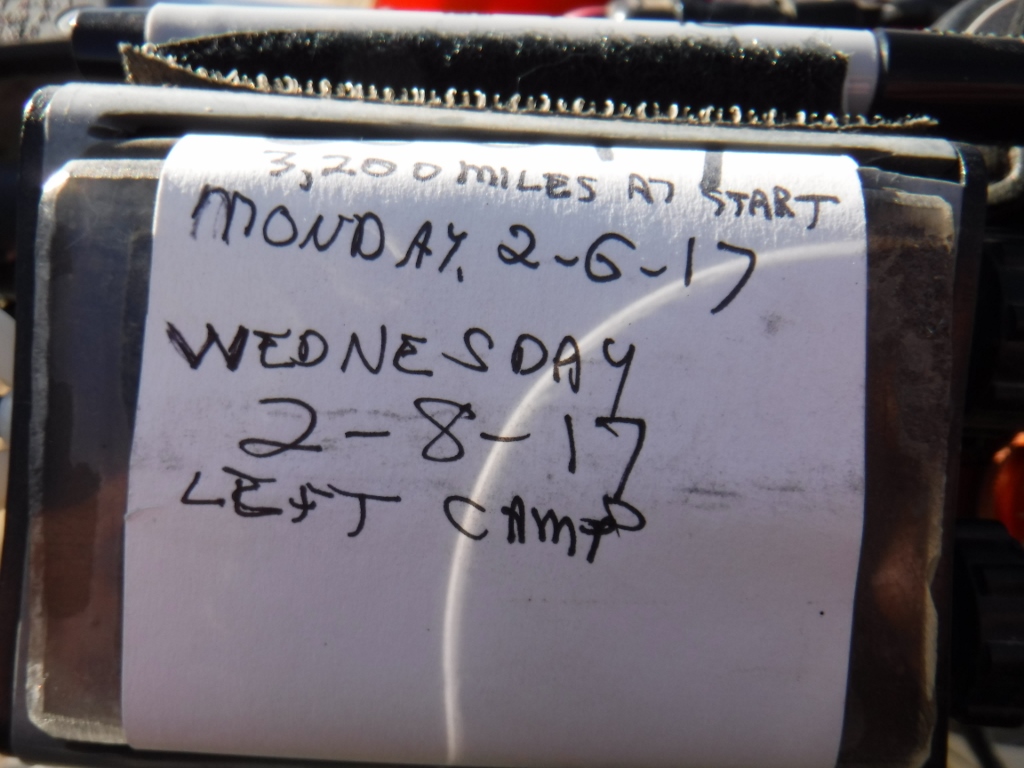 3,200 MILES AT START
MONDAY, 2-6-17
WEDNESDAY
2-8-17
LEFT CAMP